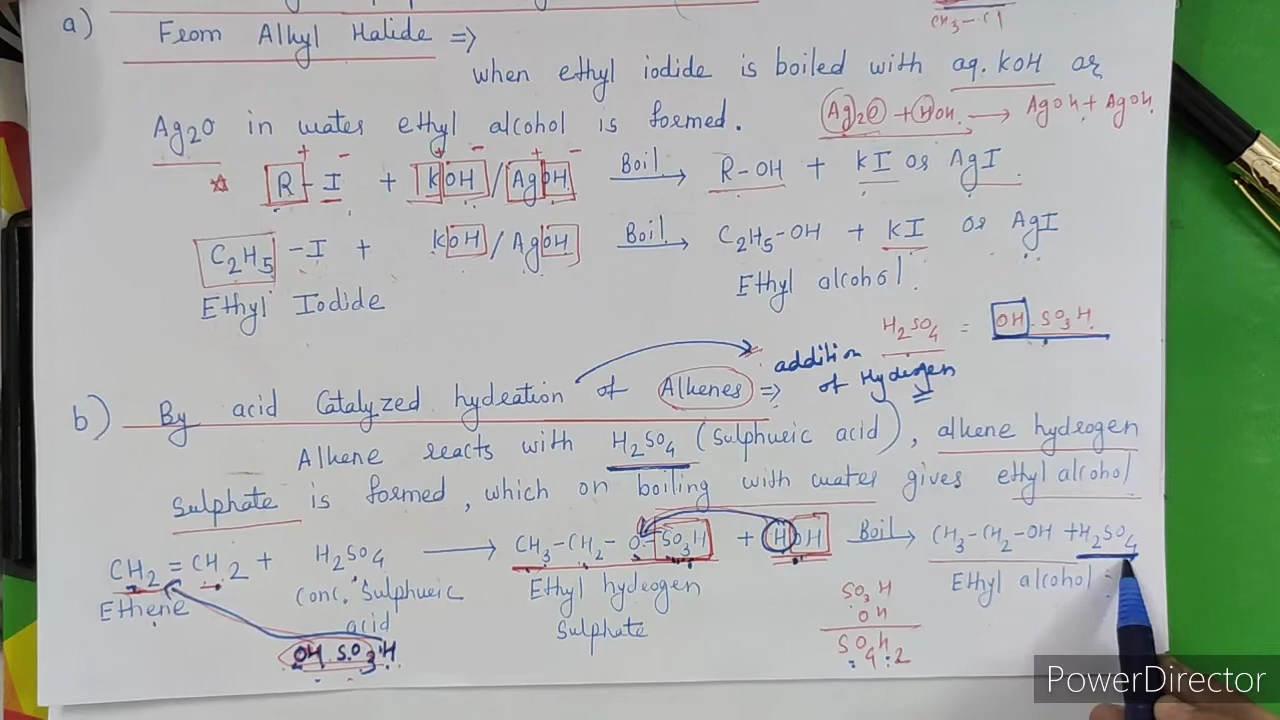 CH3-Cl
a) From Alkyl Halide =>
when ethyl iodide is boiled with aq. KOH or
Ag2O in water ethyl alcohol is formed.
Ag2O + HOH → AgOH + AgOH
+ - + - + -
R-I + KOH/AgOH Boil → R-OH + KI or AgI
C2H5-I + KOH/AgOH Boil → C2H5-OH + KI or AgI
Ethyl Iodide Ethyl alcohol.
H2SO4 = OH.SO3H
addition
of Hydrogen
b) By acid Catalyzed hydration of Alkenes =>
Alkene reacts with H2SO4 (Sulphuric acid), alkene hydrogen
Sulphate is formed, which on boiling with water gives ethyl alcohol
CH2=CH2 + H2SO4 → CH3-CH2-O-SO3H + HOH Boil → CH3-CH2-OH + H2SO4
Ethene Conc. Sulphuric acid Ethyl hydrogen Sulphate Ethyl alcohol
OH.SO3H
SO3H
OH
SO4H2
PowerDirector